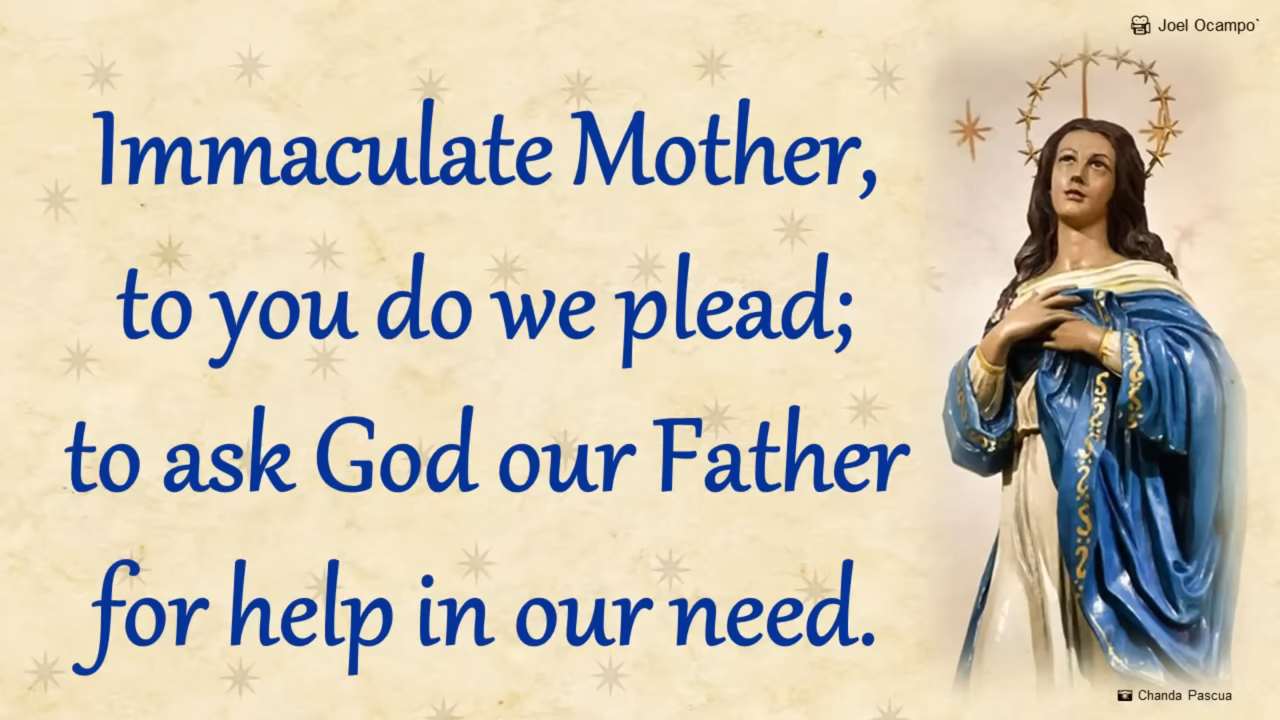 Joel Ocampo`
Immaculate Mother,
to you do we plead;
to ask God our Father
for help in our need.
Chanda Pascua